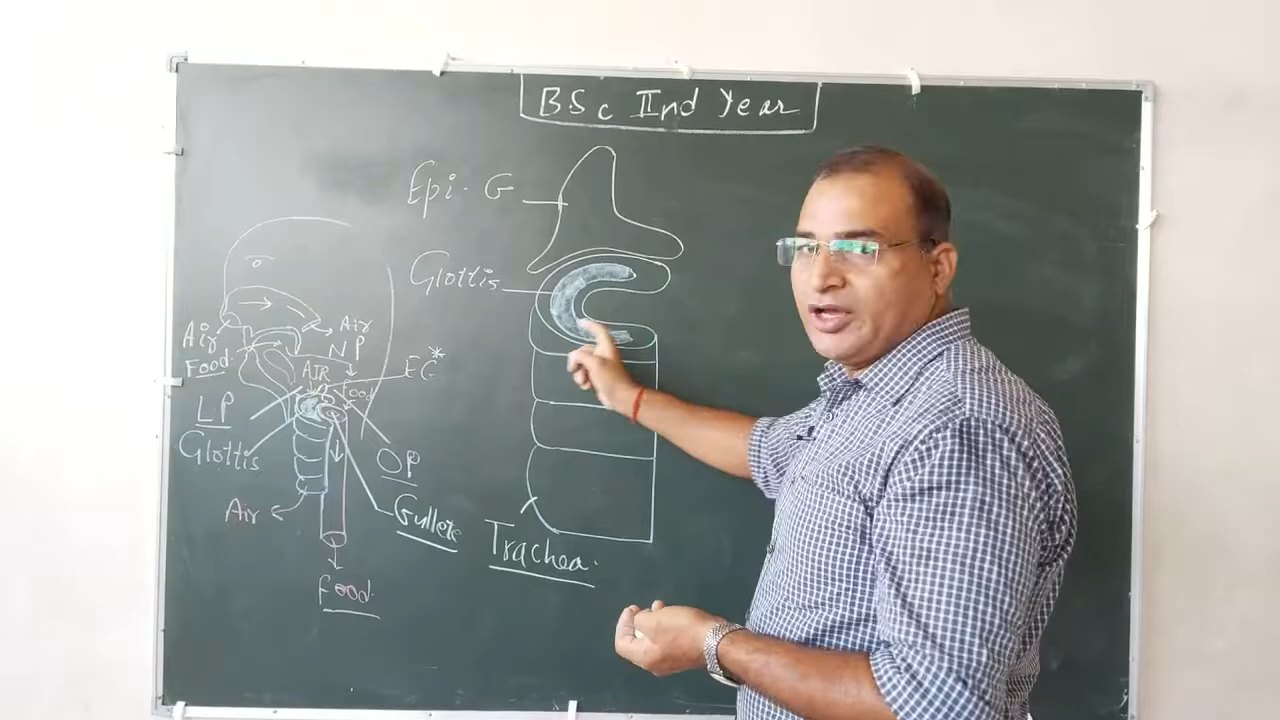 BSc IInd Year
Epi. G
Glottis
Air
Food
Air
NP
AIR
Food
EC*
LP
Glottis
OP
Air
Gullete
Trachea.
Food